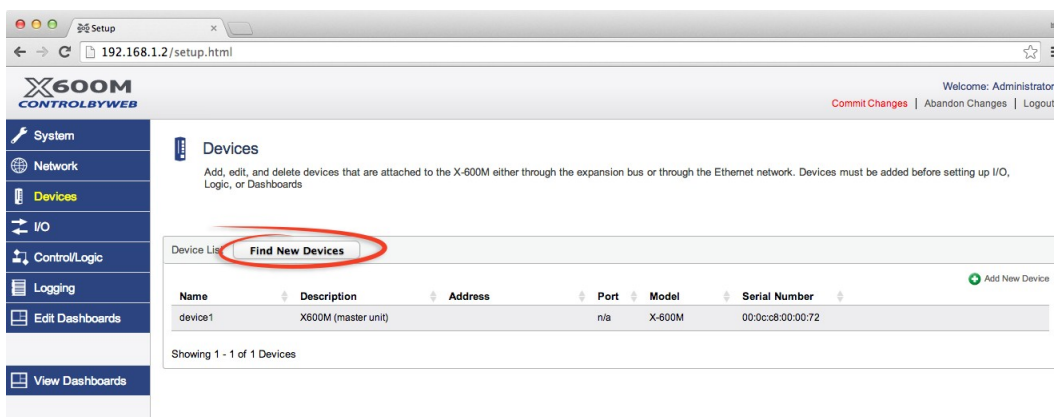 Setup
192.168.1.2/setup.html
X600M
CONTROLBYWEB
Welcome: Administrator
Commit Changes | Abandon Changes | Logout
System
Network
Devices
I/O
Control/Logic
Logging
Edit Dashboards
View Dashboards
Devices
Add, edit, and delete devices that are attached to the X-600M either through the expansion bus or through the Ethernet network. Devices must be added before setting up I/O,
Logic, or Dashboards
Device List Find New Devices
Add New Device
Name Description Address Port Model Serial Number
device1 X600M (master unit) n/a X-600M 00:0c:c8:00:00:72
Showing 1 - 1 of 1 Devices